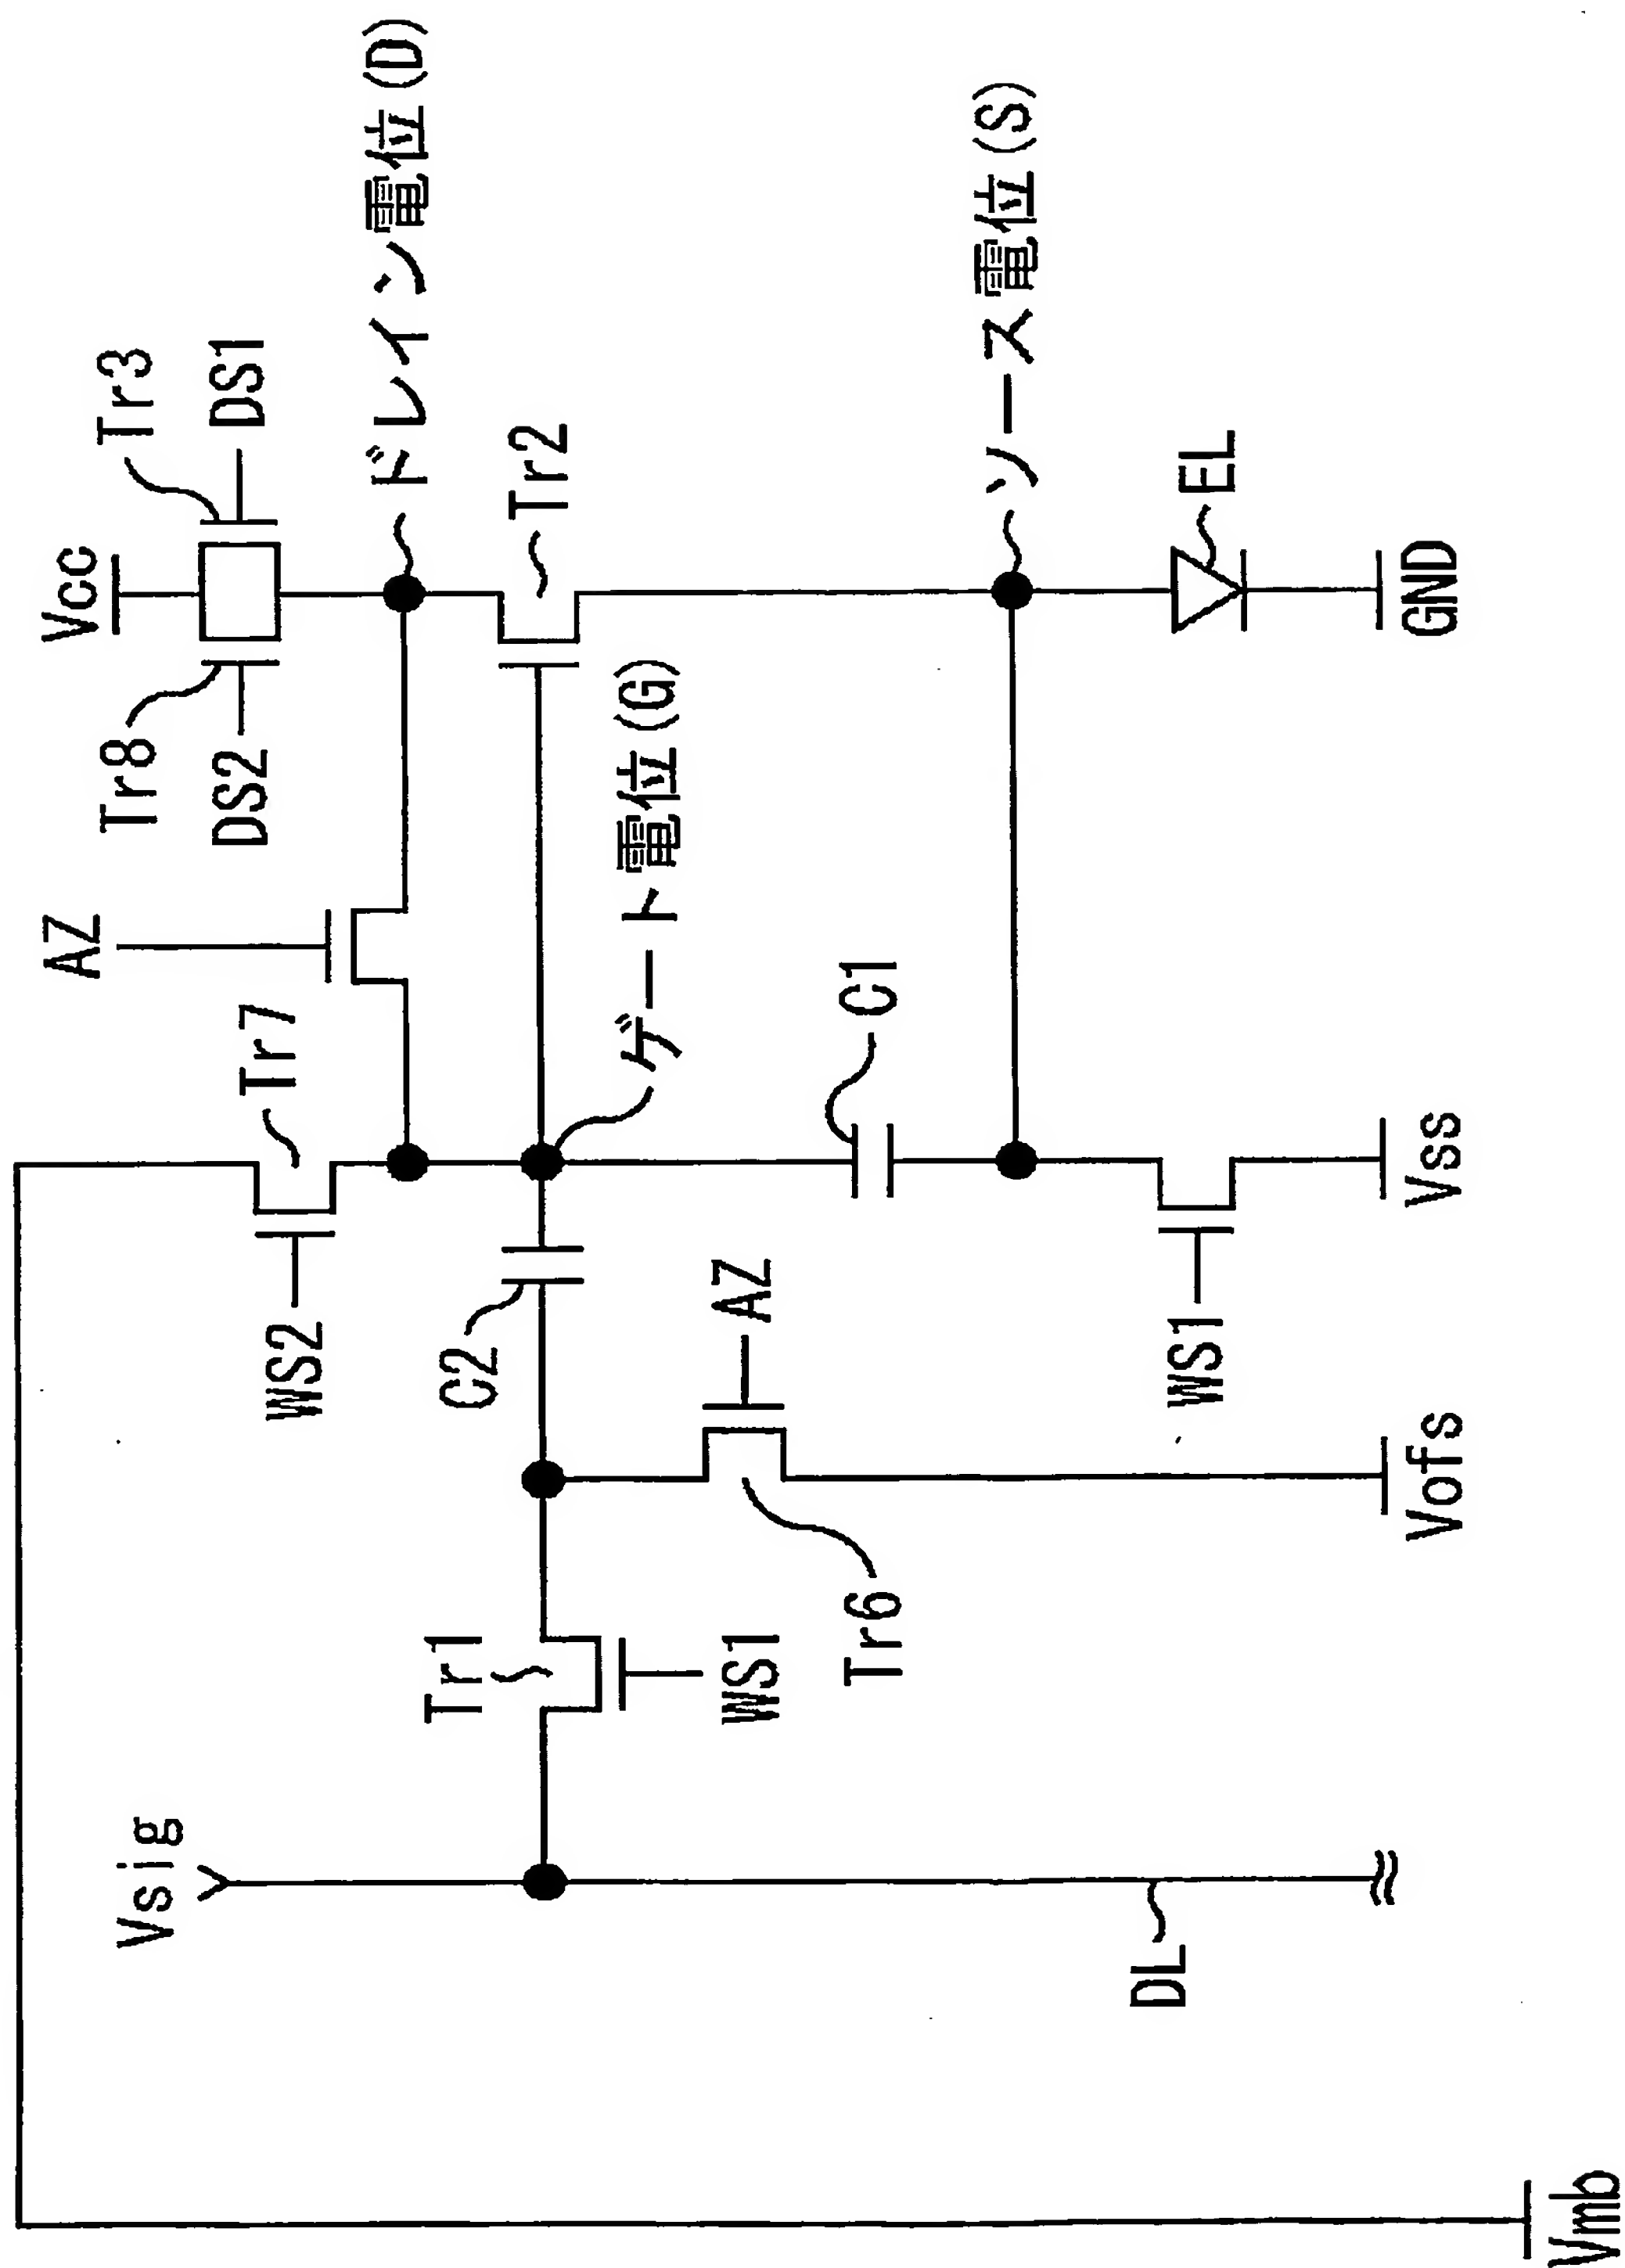 AZ
Vcc
Vsig
Tr8
Tr3
DS2
DS1
Tr7
WS2
ドレイン電位(D)
Tr1
C2
Tr2
ゲート電位(G)
WS1
AZ
Tr6
C1
ソース電位(S)
DL
WS1
EL
Vofs
Vss
GND
Vmb